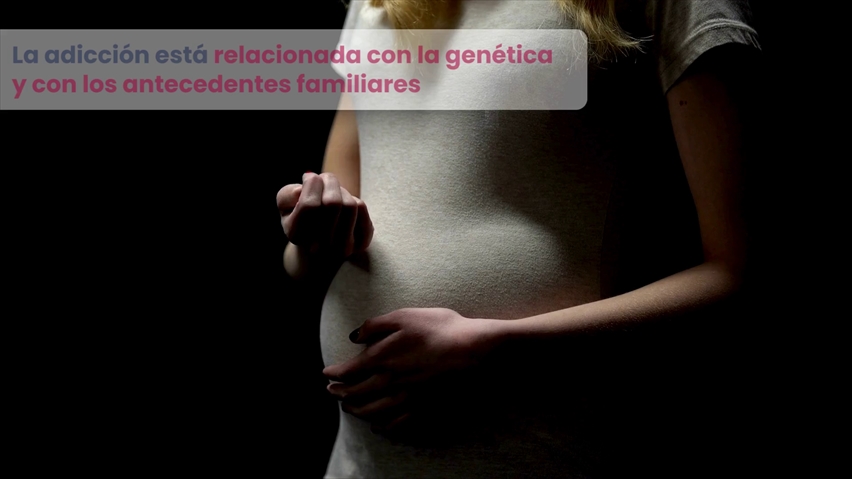 La adicción está relacionada con la genética
y con los antecedentes familiares